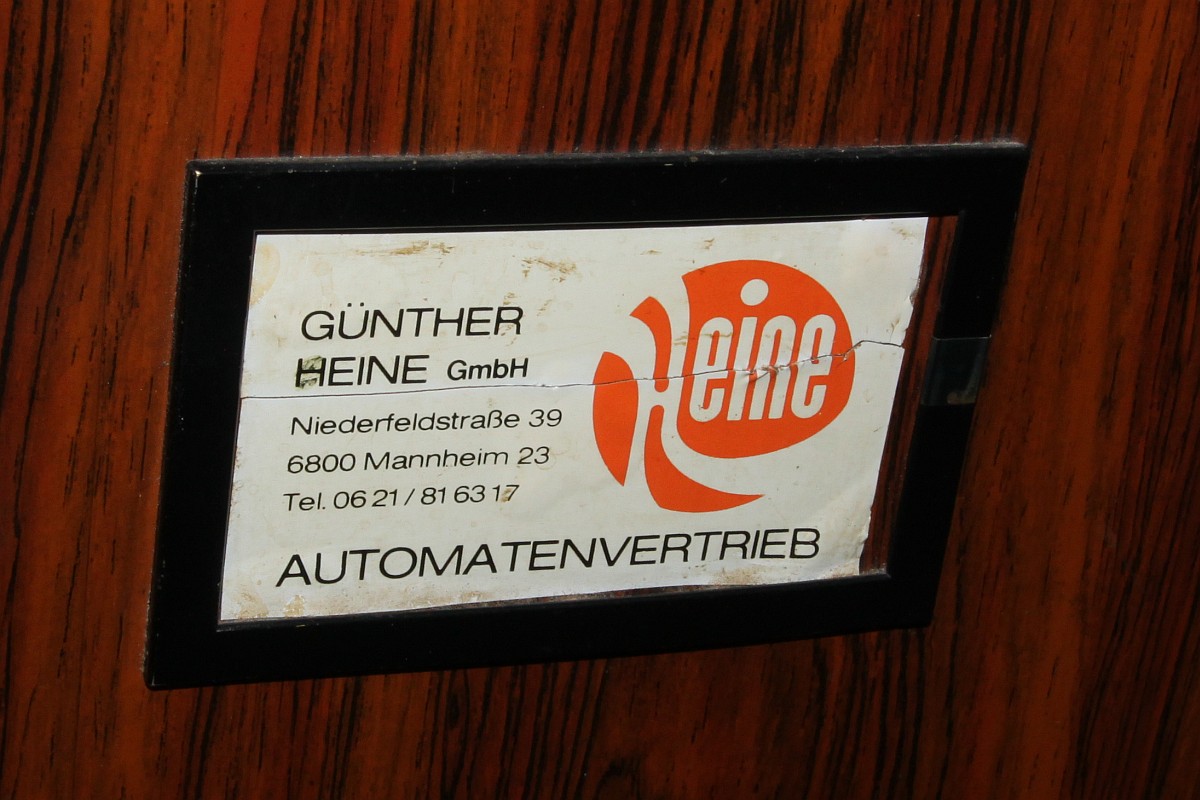 GÜNTHER
HEINE GmbH
Niederfeldstraße 39
6800 Mannheim 23
Tel. 06 21 / 81 63 17
Heine
AUTOMATENVERTRIEB